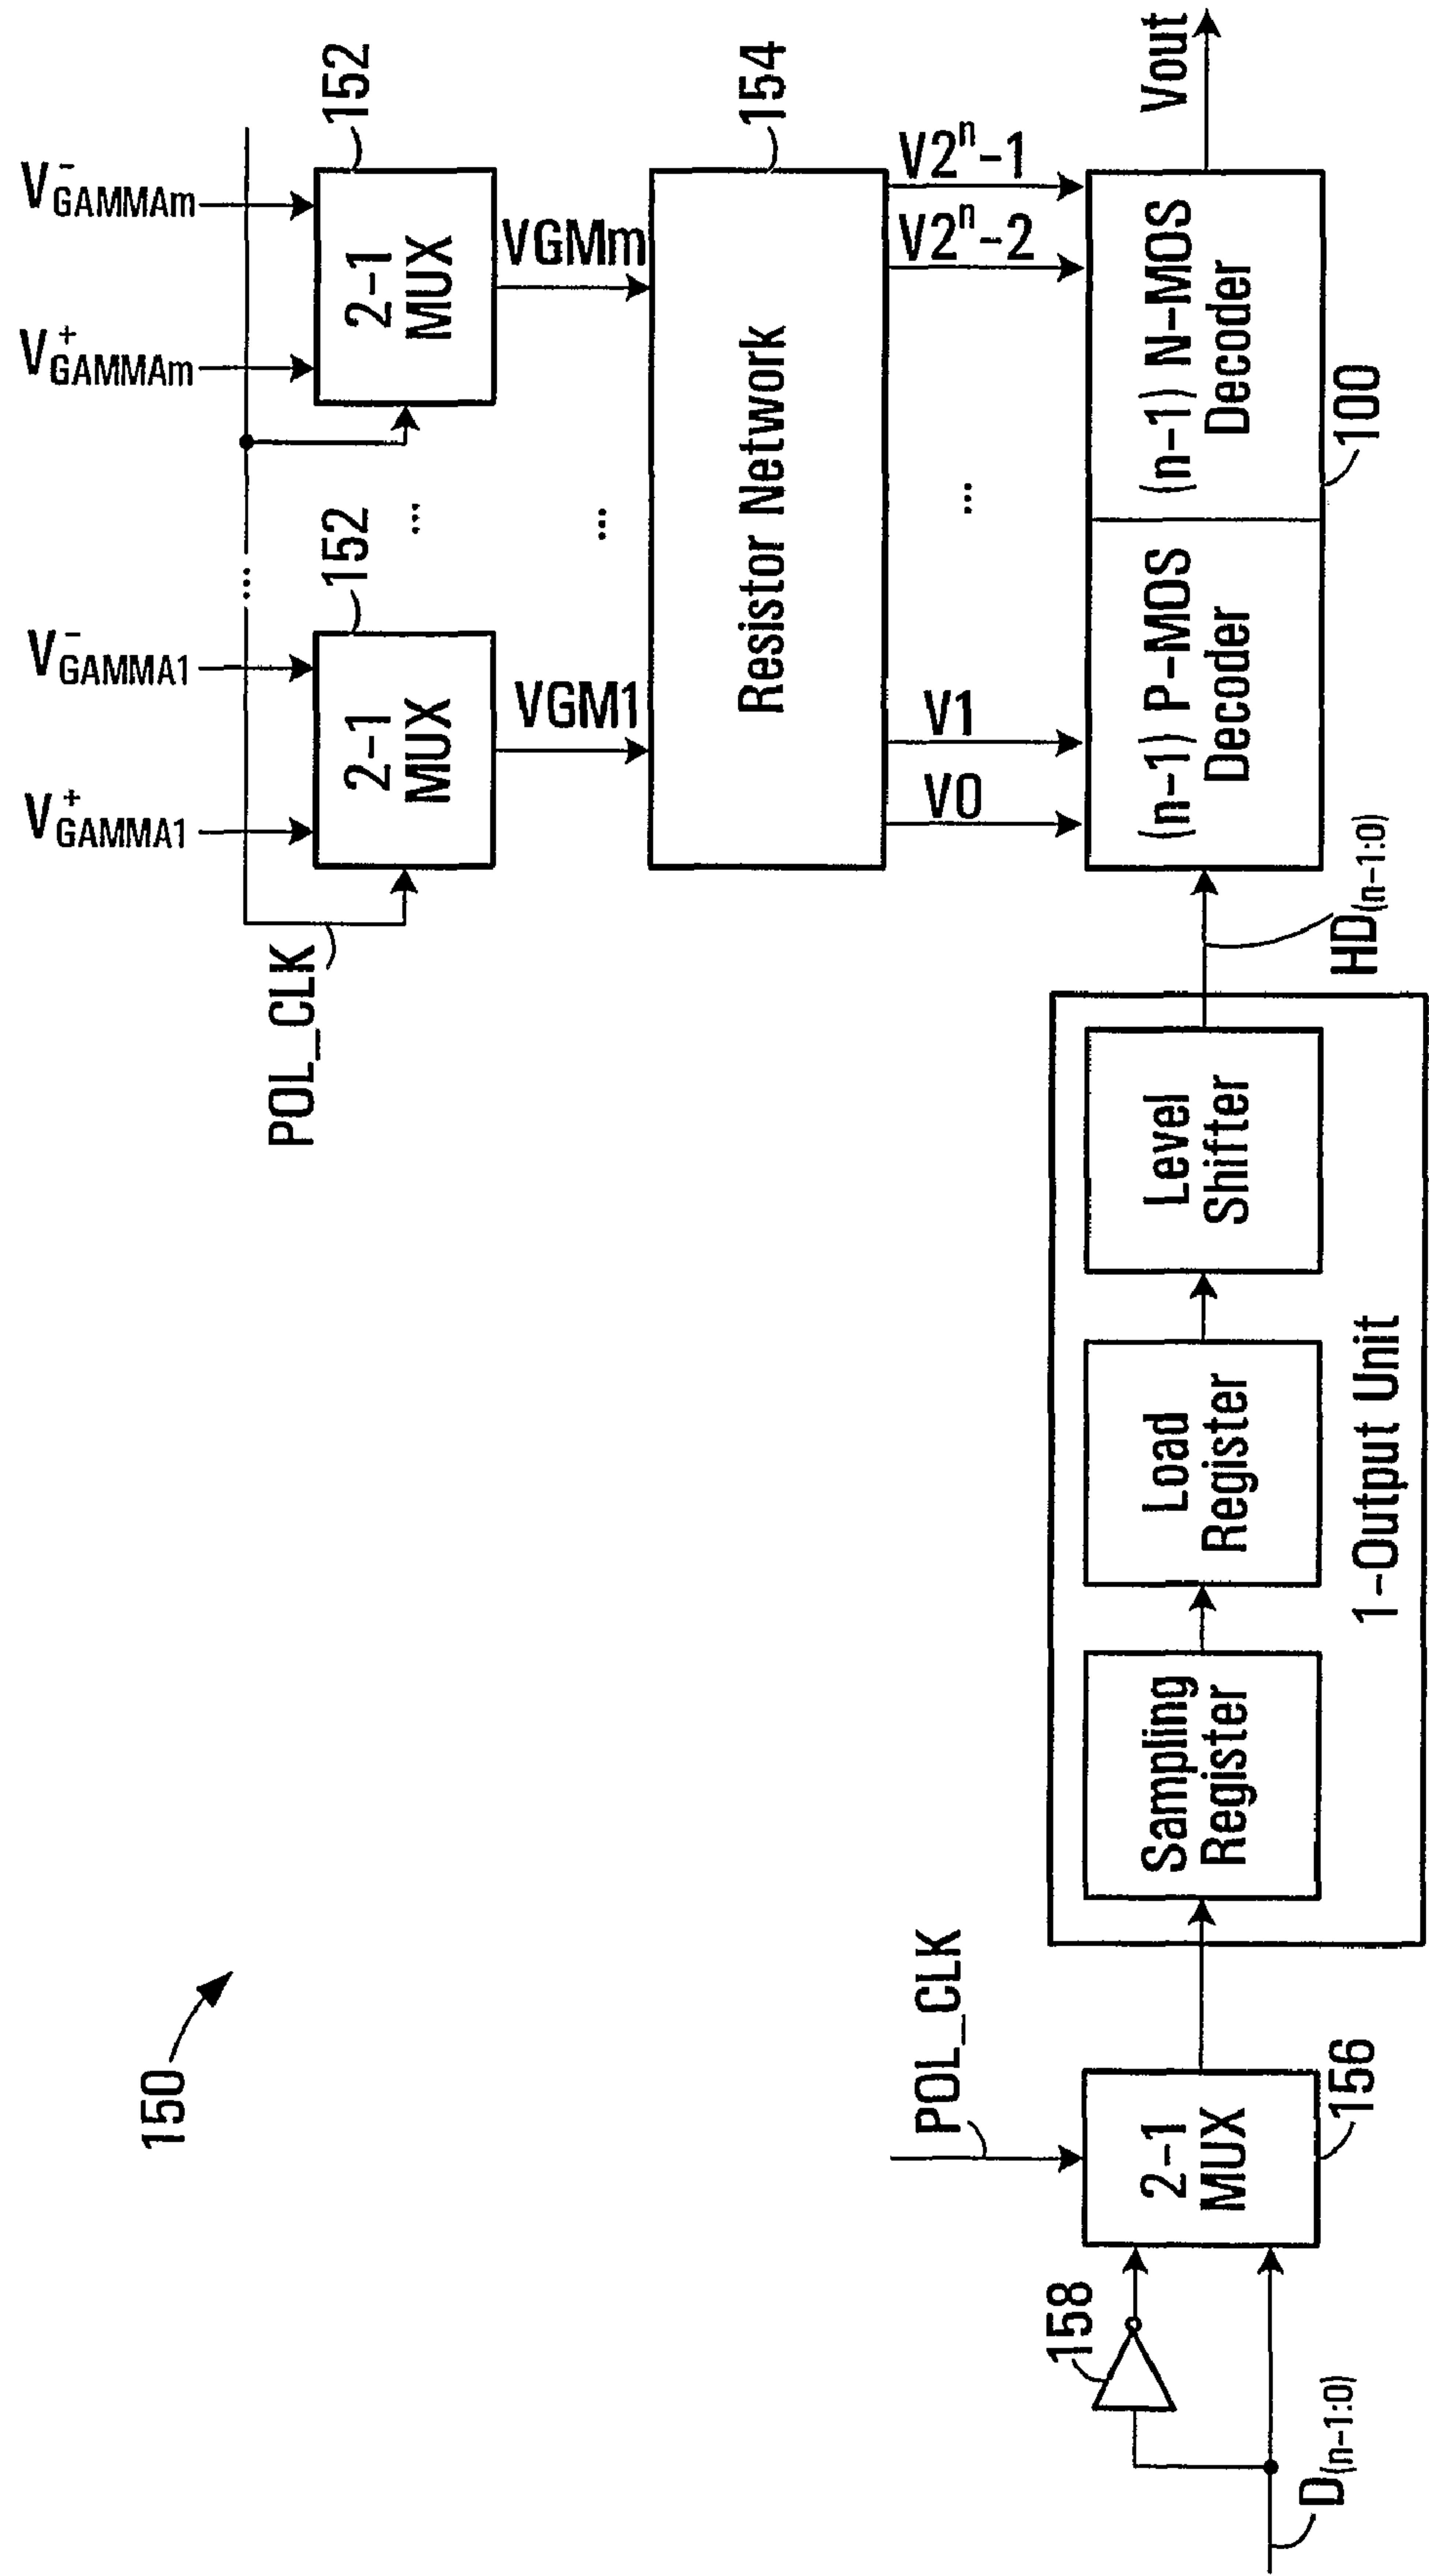 150
V⁺GAMMA1
V⁻GAMMA1
V⁺GAMMAm
V⁻GAMMAm
...
POL_CLK
2-1
MUX
152
...
2-1
MUX
152
VGM1
...
VGMm
Resistor Network
154
V0
V1
...
V2ⁿ-2
V2ⁿ-1
D(n-1:0)
158
POL_CLK
2-1
MUX
156
Sampling
Register
Load
Register
Level
Shifter
1-Output Unit
HD(n-1:0)
(n-1) P-MOS
Decoder
(n-1) N-MOS
Decoder
100
Vout